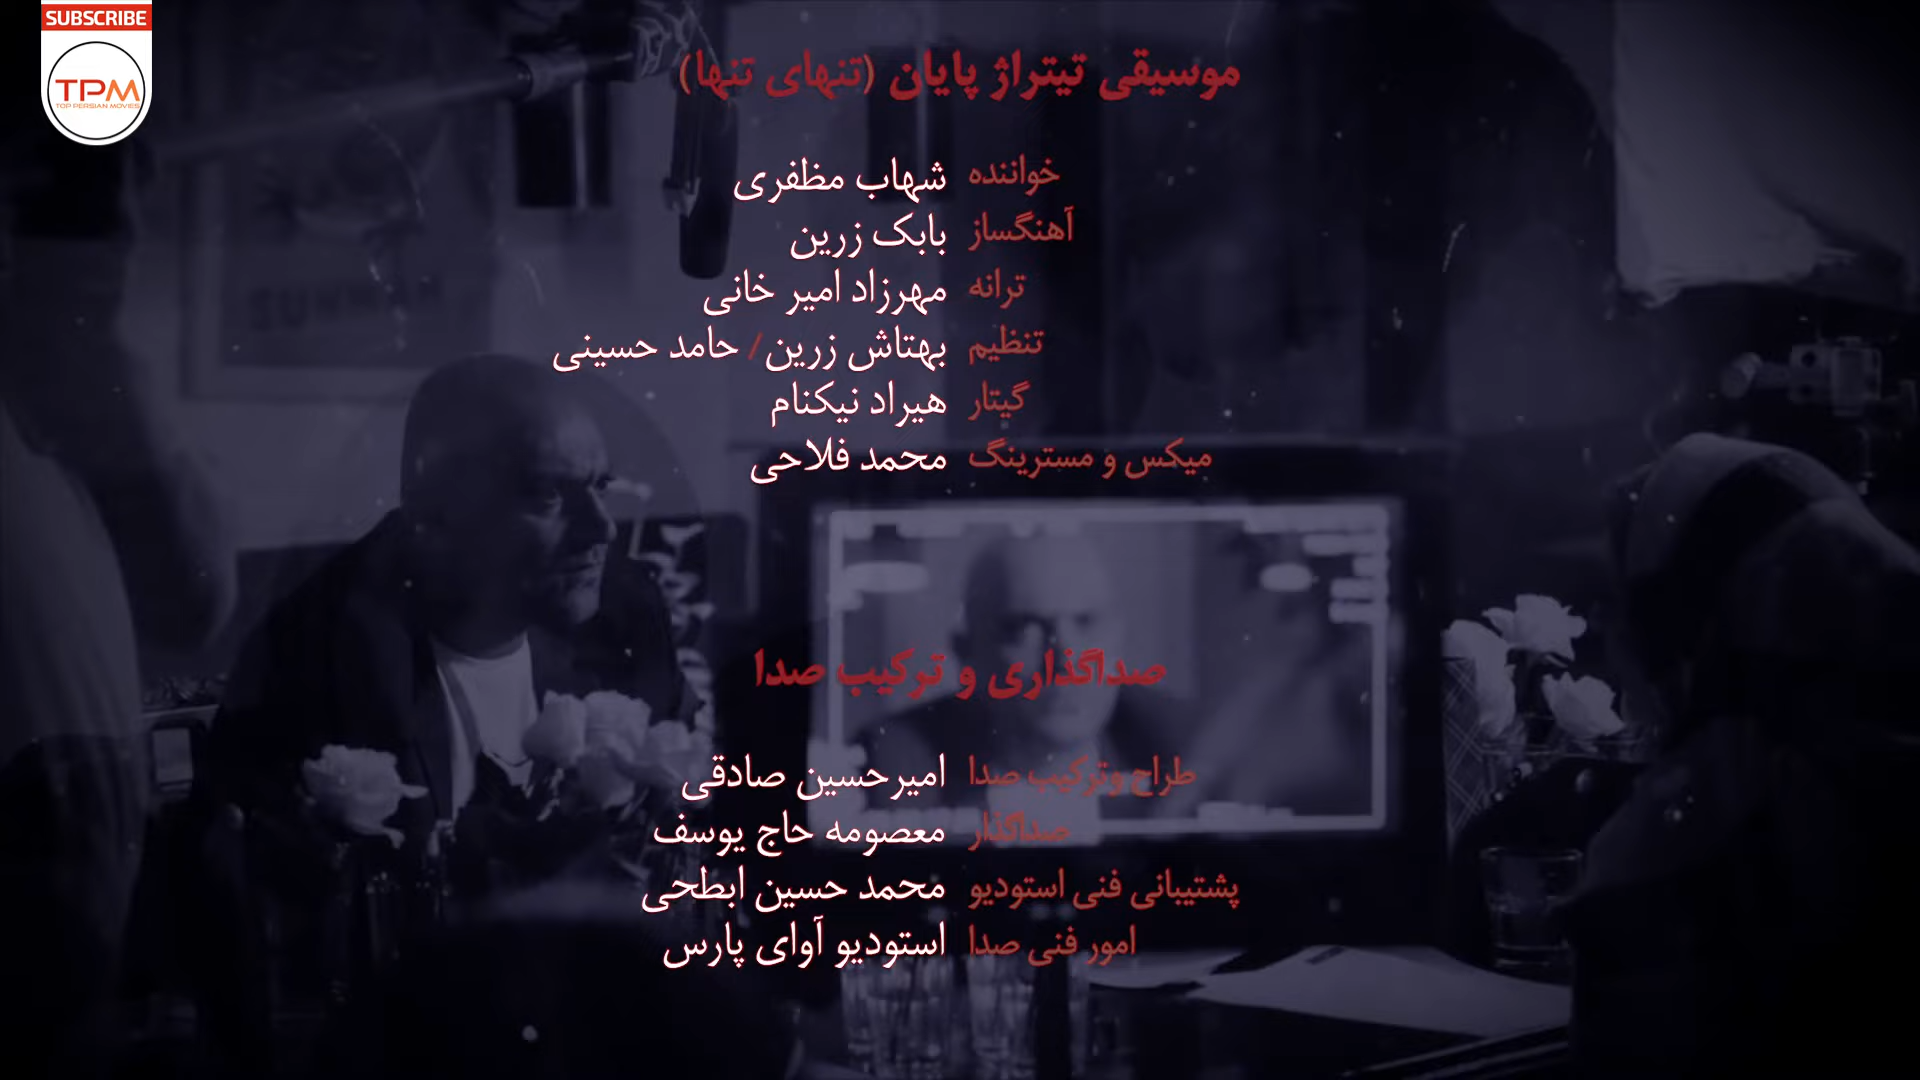 SUBSCRIBE
TPM
TOP PERSIAN MOVIES
موسیقی تیتراژ پایان (تنهای تنها)
خواننده شهاب مظفری
آهنگساز بابک زرین
ترانه مهرزاد امیر خانی
تنظیم بهتاش زرین / حامد حسینی
گیتار هیراد نیکنام
میکس و مسترینگ محمد فلاحی
صداگذاری و ترکیب صدا
طراح وترکیب صدا امیرحسین صادقی
صداگذار معصومه حاج یوسف
پشتیبانی فنی استودیو محمد حسین ابطحی
امور فنی صدا استودیو آوای پارس